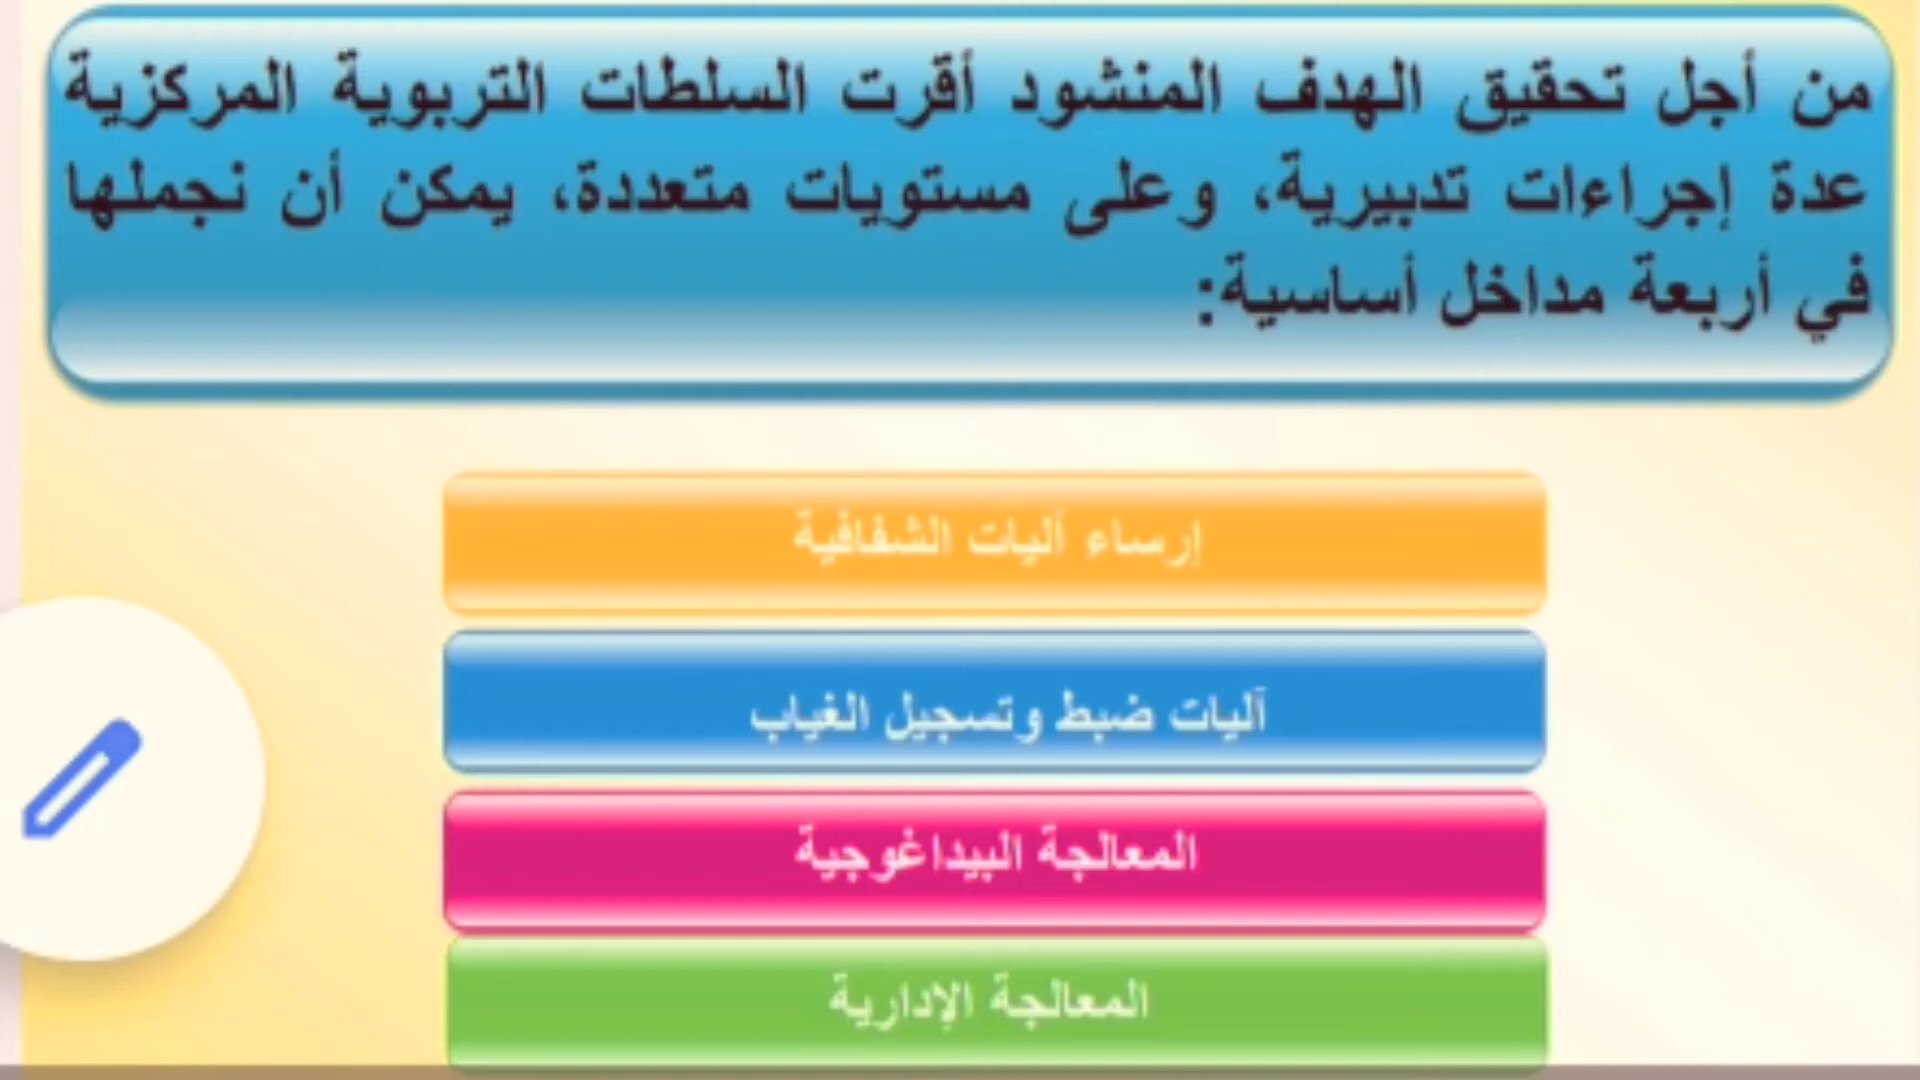 من أجل تحقيق الهدف المنشود أقرت السلطات التربوية المركزية
عدة إجراءات تدبيرية، وعلى مستويات متعددة، يمكن أن نجملها
في أربعة مداخل أساسية:
إرساء آليات الشفافية
آليات ضبط وتسجيل الغياب
المعالجة البيداغوجية
المعالجة الإدارية